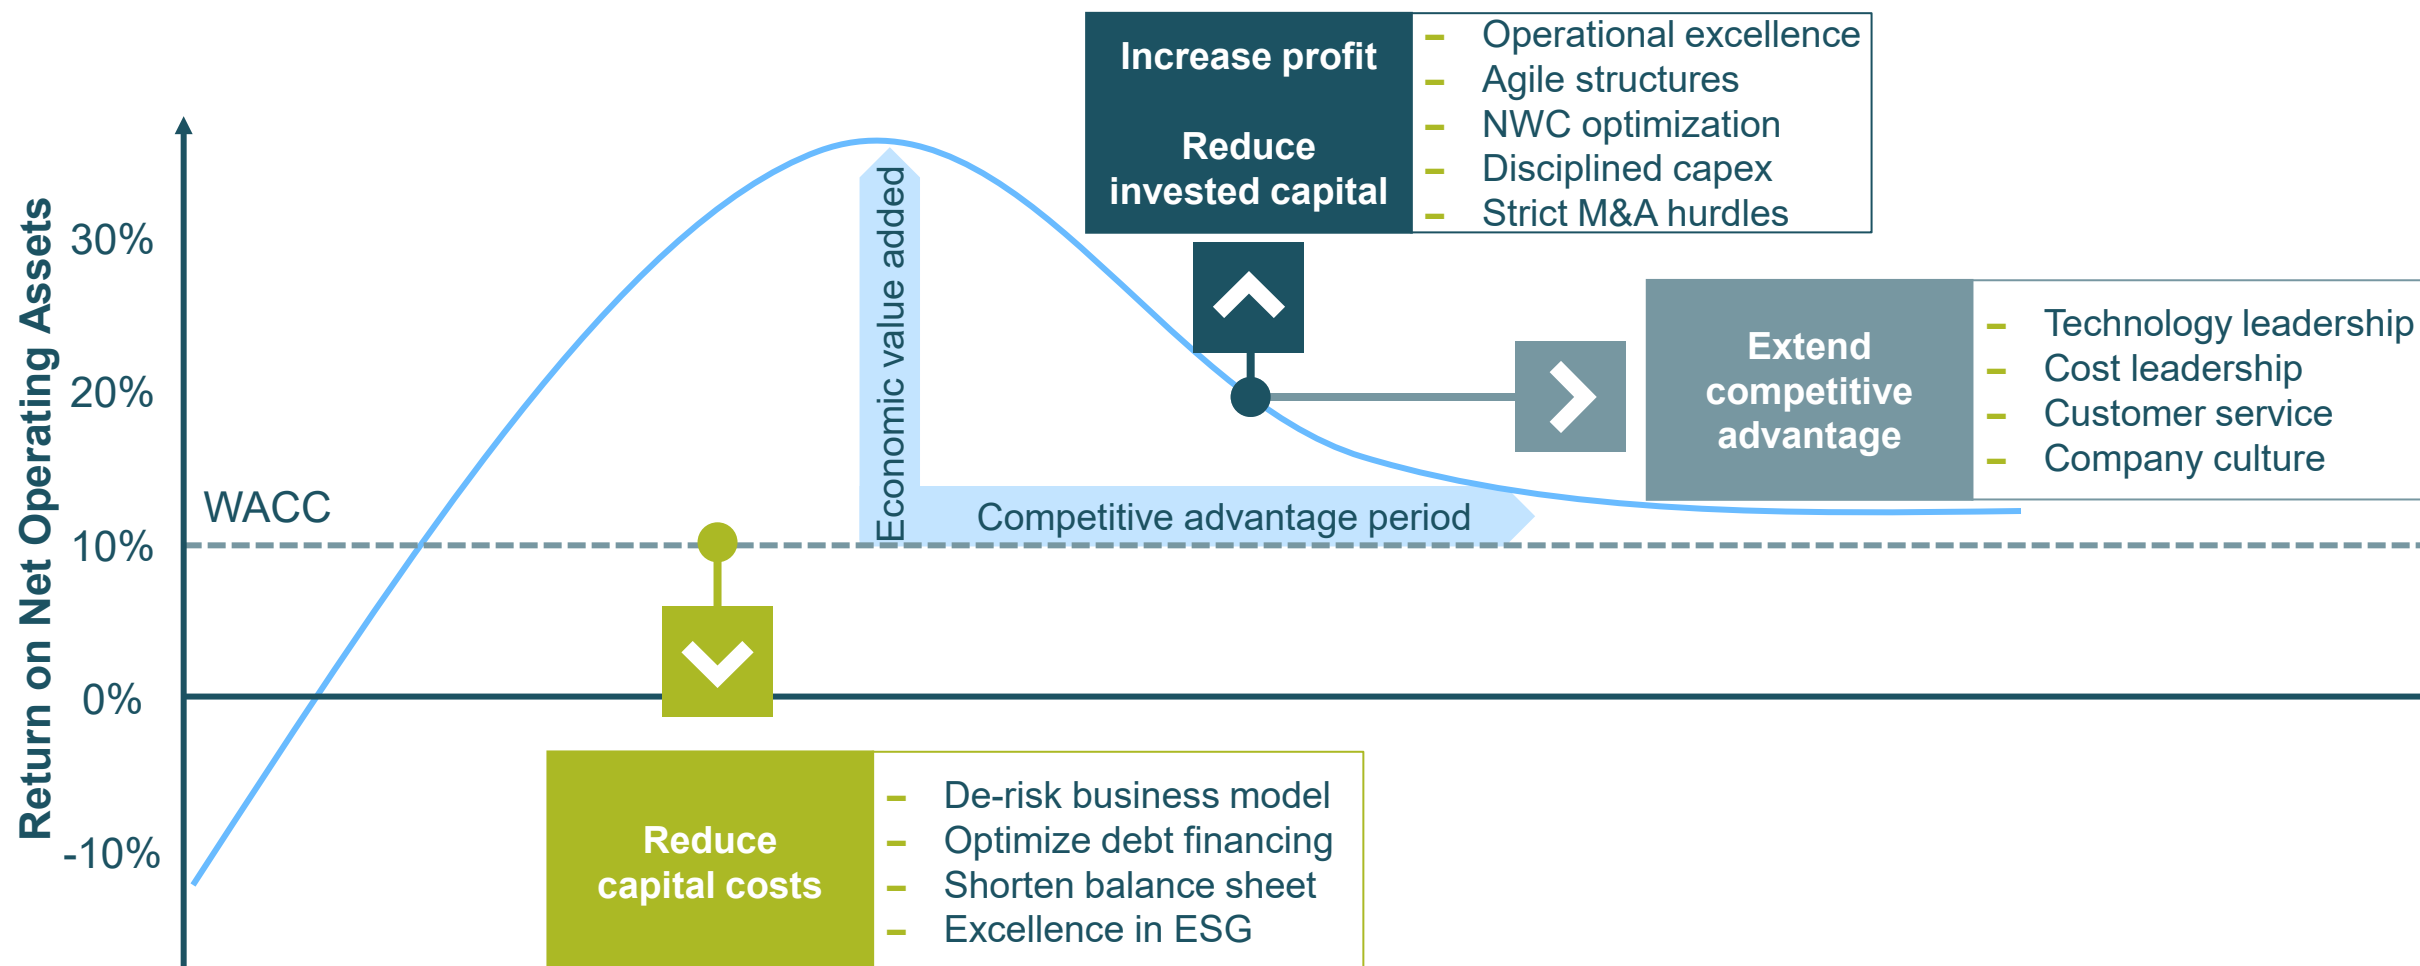 Increase profit
Reduce
invested capital
– Operational excellence
– Agile structures
– NWC optimization
– Disciplined capex
– Strict M&A hurdles
Return on Net Operating Assets
30%
20%
10%
0%
-10%
WACC
Economic value added
Competitive advantage period
Extend
competitive
advantage
– Technology leadership
– Cost leadership
– Customer service
– Company culture
Reduce
capital costs
– De-risk business model
– Optimize debt financing
– Shorten balance sheet
– Excellence in ESG